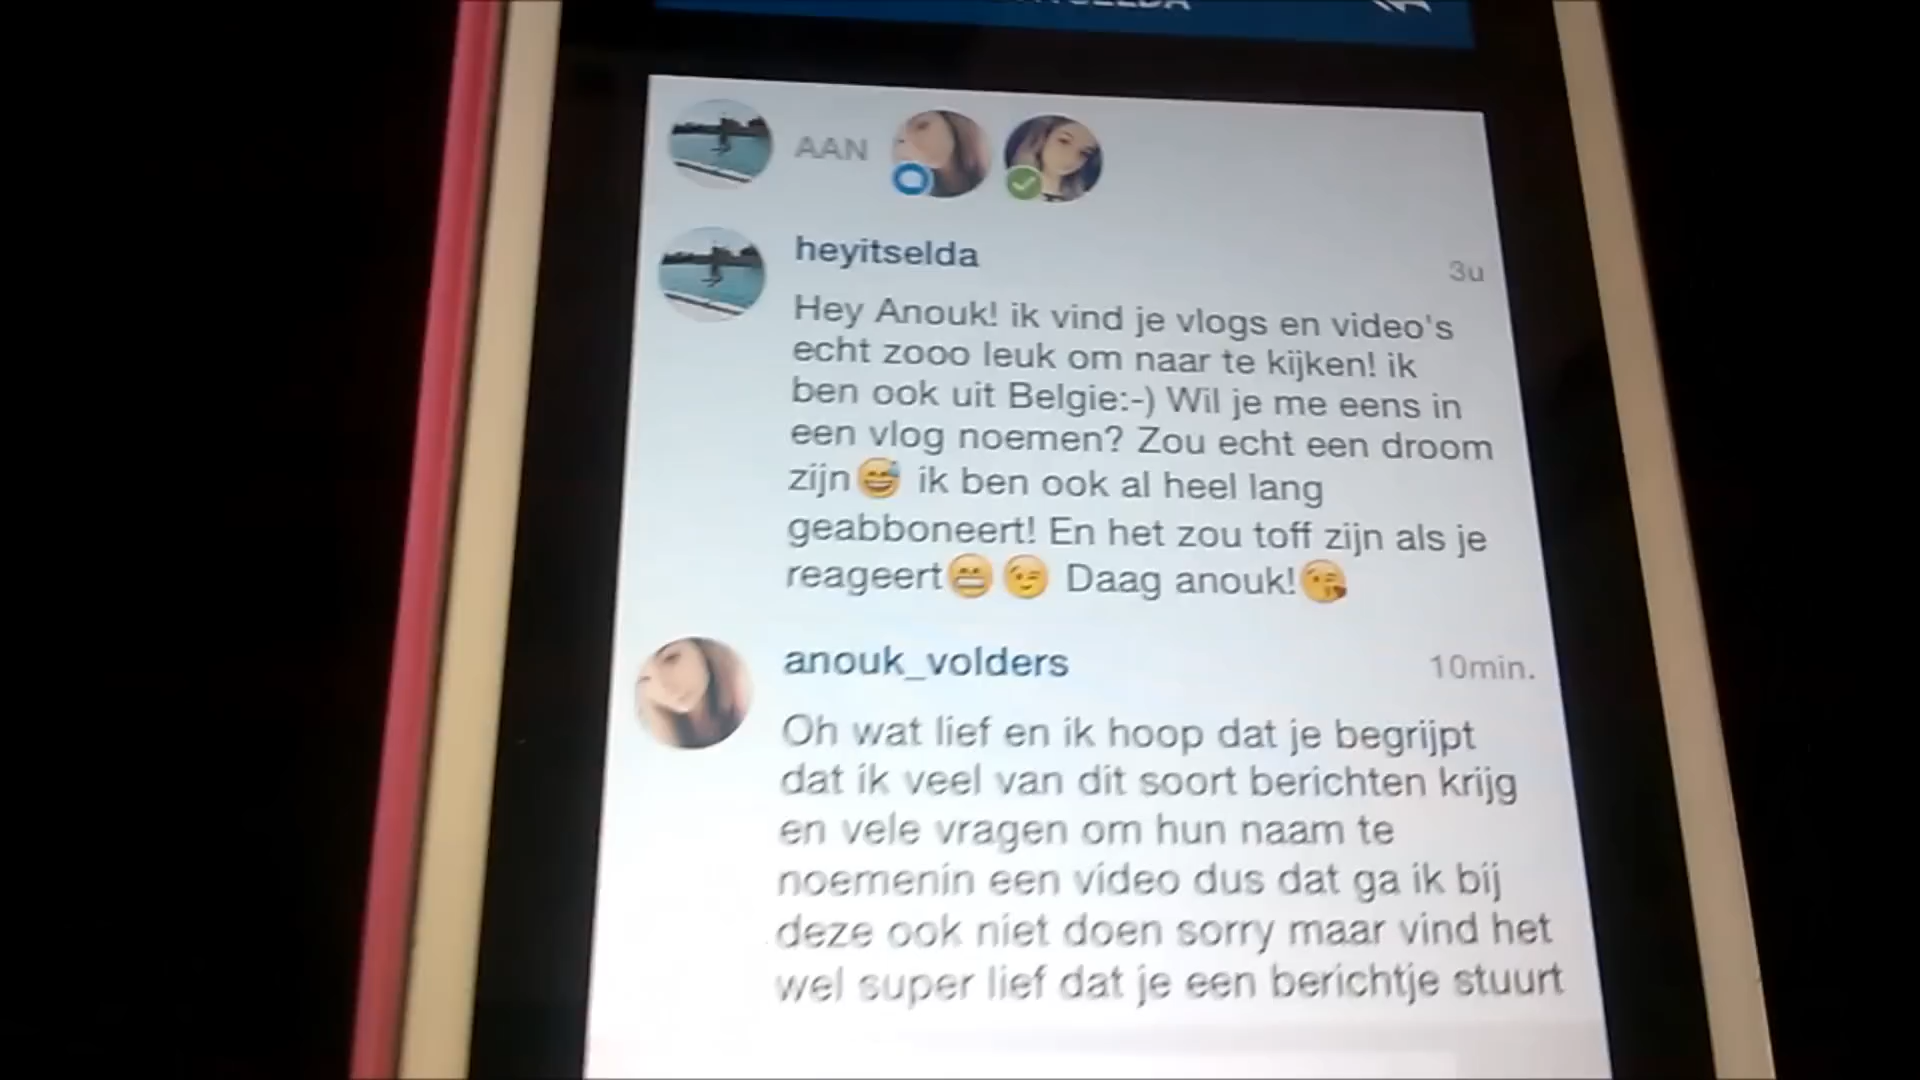 AAN
heyitselda
3u
Hey Anouk! ik vind je vlogs en video's
echt zooo leuk om naar te kijken! ik
ben ook uit Belgie:-) Wil je me eens in
een vlog noemen? Zou echt een droom
zijn😅 ik ben ook al heel lang
geabboneert! En het zou toff zijn als je
reageert😁😉 Daag anouk!😘
anouk_volders
10min.
Oh wat lief en ik hoop dat je begrijpt
dat ik veel van dit soort berichten krijg
en vele vragen om hun naam te
noemenin een video dus dat ga ik bij
deze ook niet doen sorry maar vind het
wel super lief dat je een berichtje stuurt